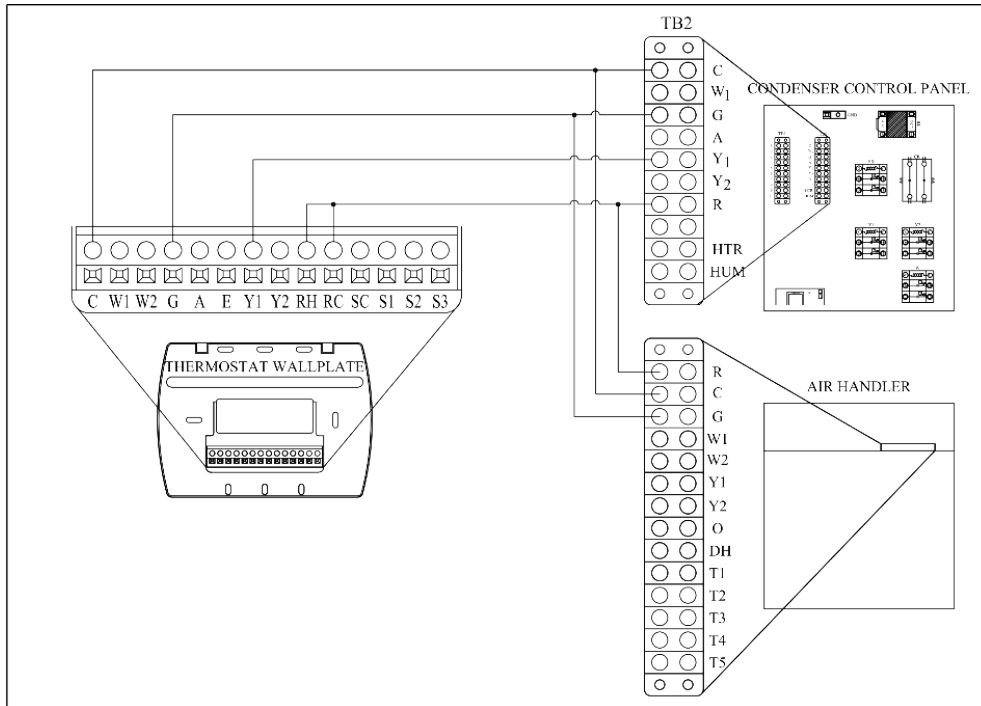 TB2
C
W1
G
A
Y1
Y2
R
HTR
HUM
CONDENSER CONTROL PANEL
GND
C W1 W2 G A E Y1 Y2 RH RC SC S1 S2 S3
THERMOSTAT WALLPLATE
R
C
G
W1
W2
Y1
Y2
O
DH
T1
T2
T3
T4
T5
AIR HANDLER